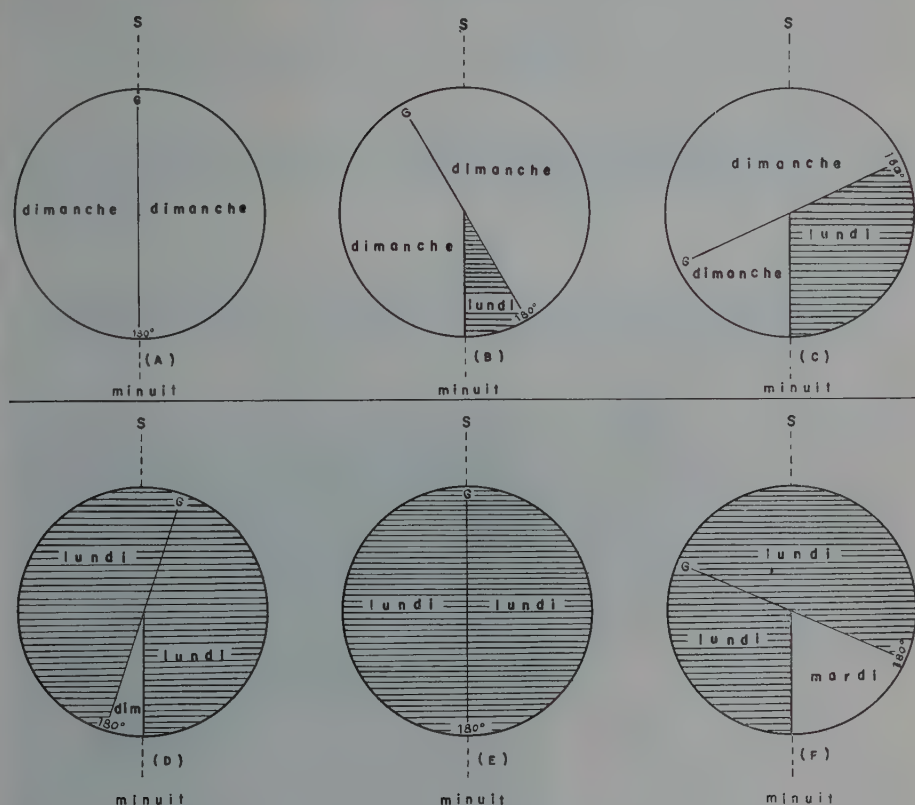 S
G
dimanche
dimanche
180°
(A)
minuit
S
G
dimanche
dimanche
lundi
180°
(B)
minuit
S
dimanche
180°
lundi
G
dimanche
(C)
minuit
S
G
lundi
lundi
dim
180°
(D)
minuit
S
G
lundi
lundi
180°
(E)
minuit
S
lundi
G
lundi
180°
mardi
(F)
minuit